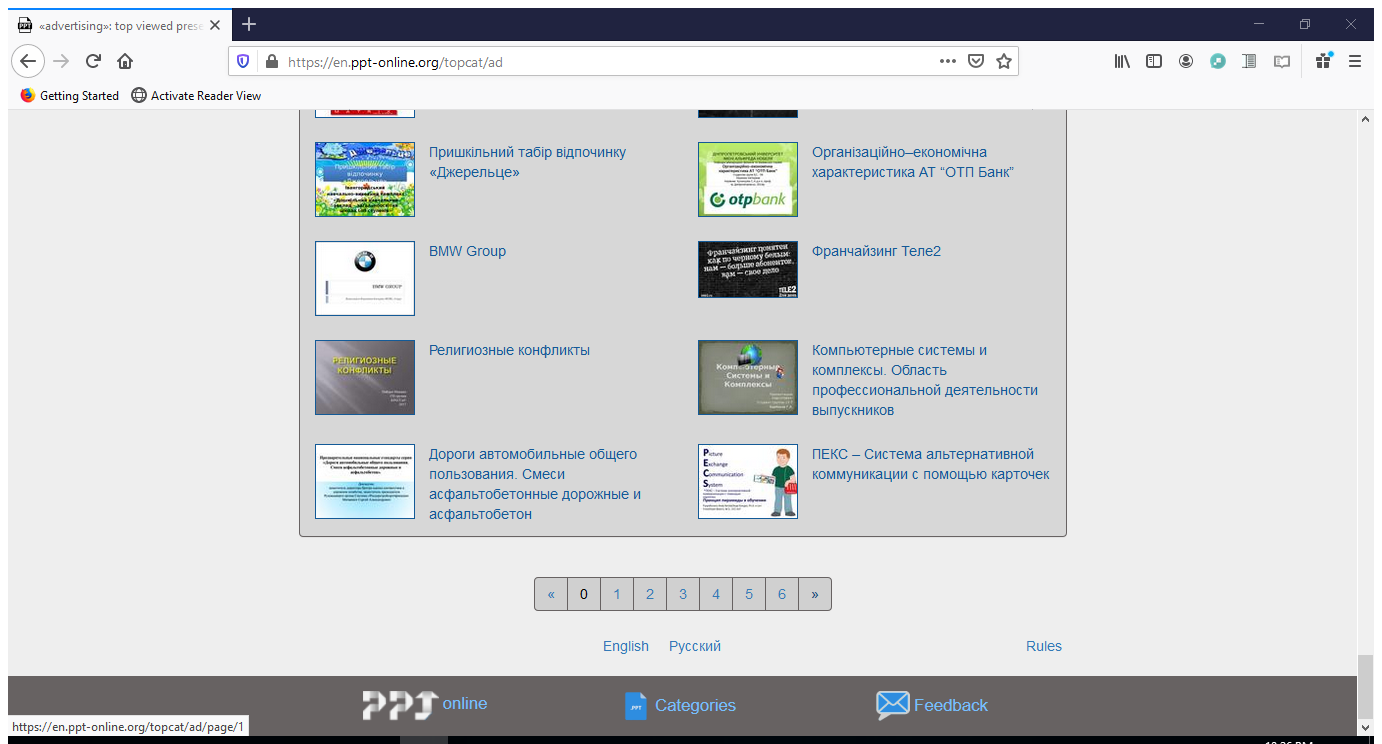 «advertising»: top viewed prese
https://en.ppt-online.org/topcat/ad
Getting Started
Activate Reader View
Пришкільний табір відпочинку
«Джерельце»
Організаційно–економічна
характеристика АТ “ОТП Банк”
otpbank
BMW Group
BMW GROUP
Франчайзинг Теле2
Франчайзинг понятен
как по черному белым:
нам — больше абонентов,
вам — свое дело
TELE2
Религиозные конфликты
РЕЛИГИОЗНЫЕ
КОНФЛИКТЫ
Компьютерные системы и
комплексы. Область
профессиональной деятельности
выпускников
Компьютерные
Системы и
Комплексы
Дороги автомобильные общего
пользования. Смеси
асфальтобетонные дорожные и
асфальтобетон
ПЕКС – Система альтернативной
коммуникации с помощью карточек
Picture
Exchange
Communication
System
« 0 1 2 3 4 5 6 »
English Русский Rules
PPT online Categories Feedback
https://en.ppt-online.org/topcat/ad/page/1